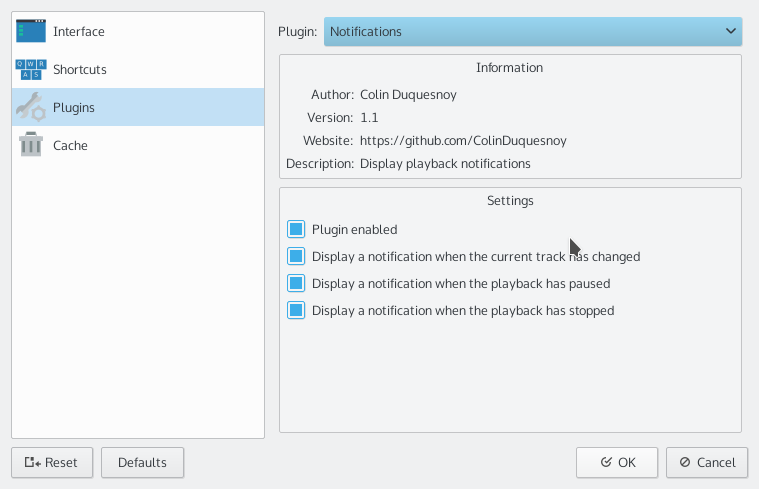 Interface
Q W R
A S
Shortcuts
Plugins
Cache
Plugin: Notifications
Information
Author: Colin Duquesnoy
Version: 1.1
Website: https://github.com/ColinDuquesnoy
Description: Display playback notifications
Settings
Plugin enabled
Display a notification when the current track has changed
Display a notification when the playback has paused
Display a notification when the playback has stopped
Reset Defaults OK Cancel